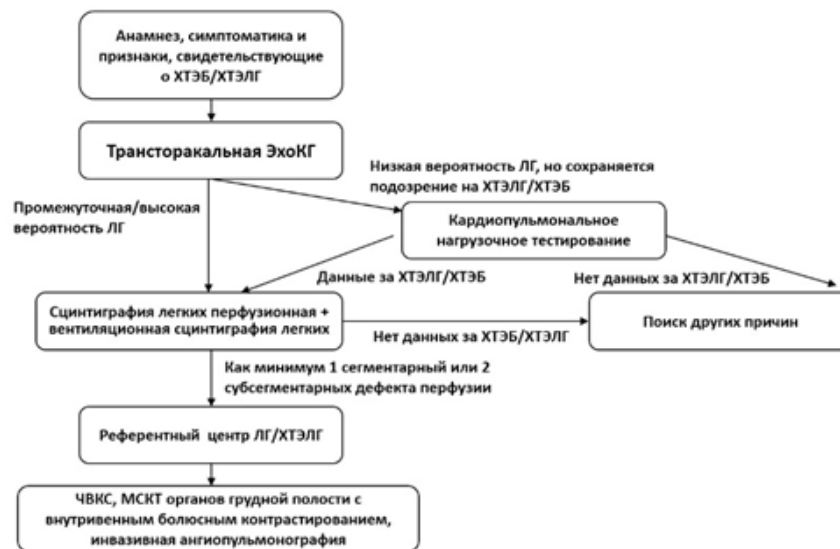 Анамнез, симптоматика и
признаки, свидетельствующие
о ХТЭБ/ХТЭЛГ
Трансторакальная ЭхоКГ
Низкая вероятность ЛГ, но сохраняется
подозрение на ХТЭЛГ/ХТЭБ
Промежуточная/высокая
вероятность ЛГ
Кардиопульмональное
нагрузочное тестирование
Данные за ХТЭЛГ/ХТЭБ
Нет данных за ХТЭЛГ/ХТЭБ
Сцинтиграфия легких перфузионная +
вентиляционная сцинтиграфия легких
Нет данных за ХТЭБ/ХТЭЛГ
Поиск других причин
Как минимум 1 сегментарный или 2
субсегментарных дефекта перфузии
Референтный центр ЛГ/ХТЭЛГ
ЧВКС, МСКТ органов грудной полости с
внутривенным болюсным контрастированием,
инвазивная ангиопульмонография